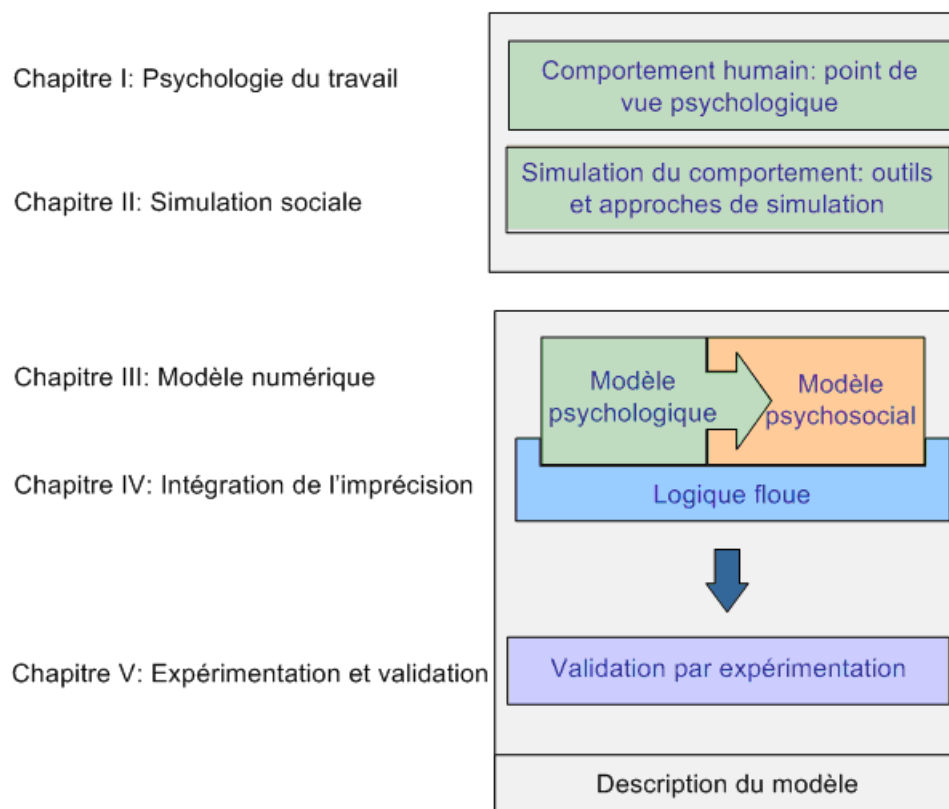 Chapitre I: Psychologie du travail
Comportement humain: point de
vue psychologique
Chapitre II: Simulation sociale
Simulation du comportement: outils
et approches de simulation
Chapitre III: Modèle numérique
Modèle
psychologique
Modèle
psychosocial
Chapitre IV: Intégration de l'imprécision
Logique floue
Chapitre V: Expérimentation et validation
Validation par expérimentation
Description du modèle